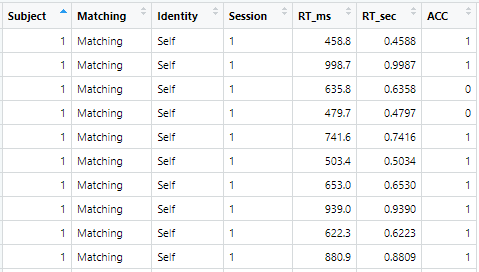 Subject Matching Identity Session RT_ms RT_sec ACC
1 Matching Self 1 458.8 0.4588 1
1 Matching Self 1 998.7 0.9987 1
1 Matching Self 1 635.8 0.6358 0
1 Matching Self 1 479.7 0.4797 0
1 Matching Self 1 741.6 0.7416 1
1 Matching Self 1 503.4 0.5034 1
1 Matching Self 1 653.0 0.6530 1
1 Matching Self 1 939.0 0.9390 1
1 Matching Self 1 622.3 0.6223 1
1 Matching Self 1 880.9 0.8809 1